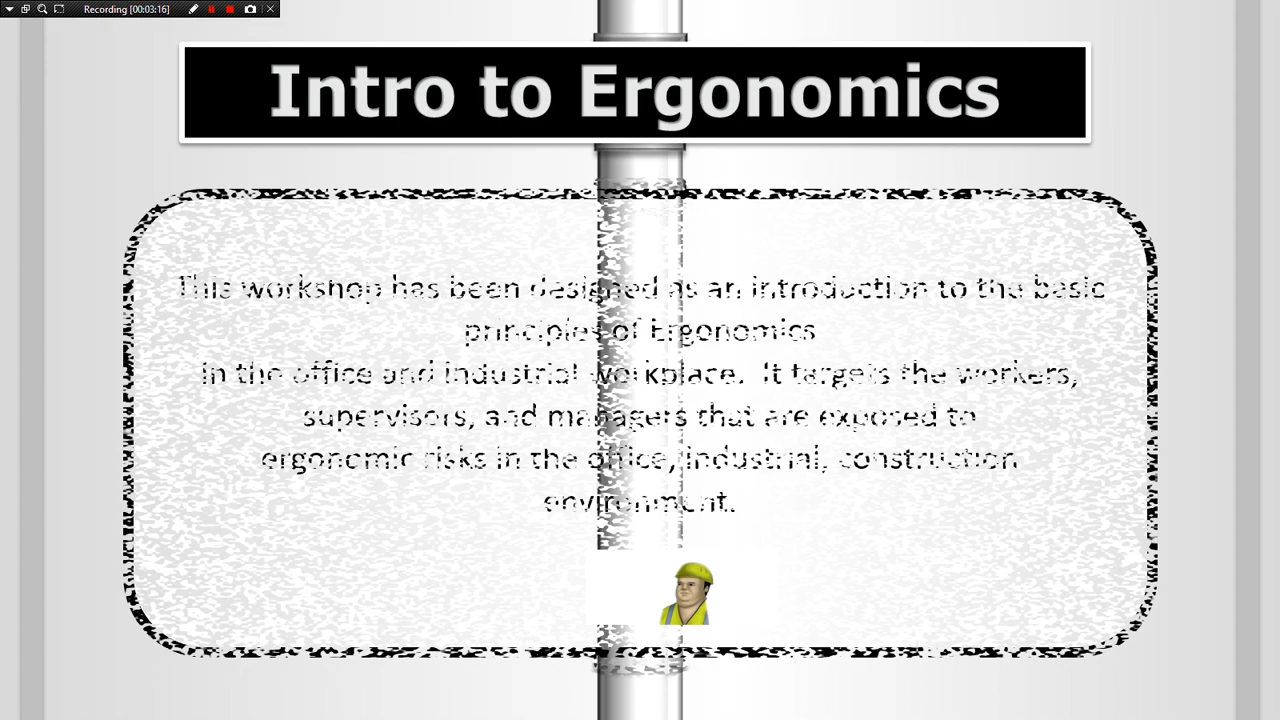 Recording [00:03:16]
Intro to Ergonomics
This workshop has been designed as an introduction to the basic
principles of Ergonomics
in the office and industrial workplace. It targets the workers,
supervisors, and managers that are exposed to
ergonomic risks in the office, industrial, construction
environment.